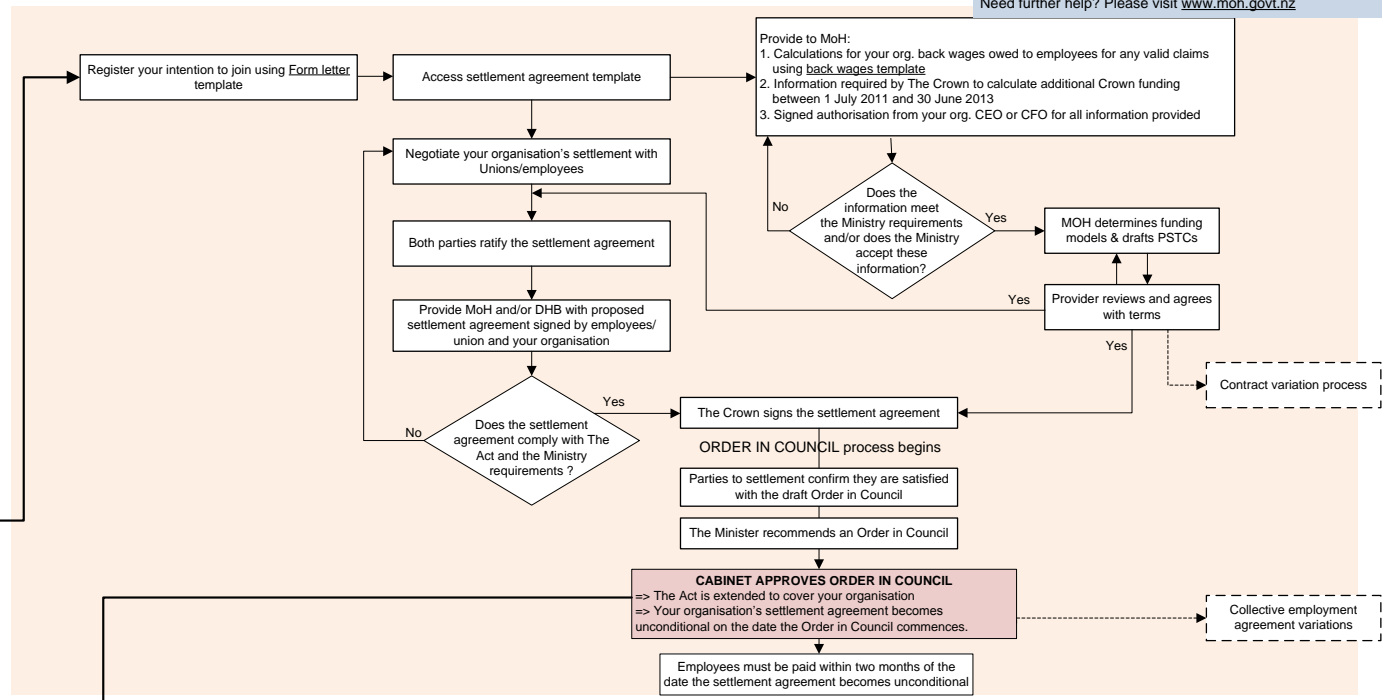 Need further help? Please visit www.moh.govt.nz
Register your intention to join using Form letter
template
Access settlement agreement template
Provide to MoH:
1. Calculations for your org. back wages owed to employees for any valid claims
using back wages template
2. Information required by The Crown to calculate additional Crown funding
between 1 July 2011 and 30 June 2013
3. Signed authorisation from your org. CEO or CFO for all information provided
Negotiate your organisation's settlement with
Unions/employees
Does the
information meet
the Ministry requirements
and/or does the Ministry
accept these
information?
No
Yes
MOH determines funding
models & drafts PSTCs
Both parties ratify the settlement agreement
Provider reviews and agrees
with terms
Yes
Yes
Provide MoH and/or DHB with proposed
settlement agreement signed by employees/
union and your organisation
Contract variation process
Does the settlement
agreement comply with The
Act and the Ministry
requirements ?
No
Yes
The Crown signs the settlement agreement
ORDER IN COUNCIL process begins
Parties to settlement confirm they are satisfied
with the draft Order in Council
The Minister recommends an Order in Council
CABINET APPROVES ORDER IN COUNCIL
=> The Act is extended to cover your organisation
=> Your organisation's settlement agreement becomes
unconditional on the date the Order in Council commences.
Collective employment
agreement variations
Employees must be paid within two months of the
date the settlement agreement becomes unconditional